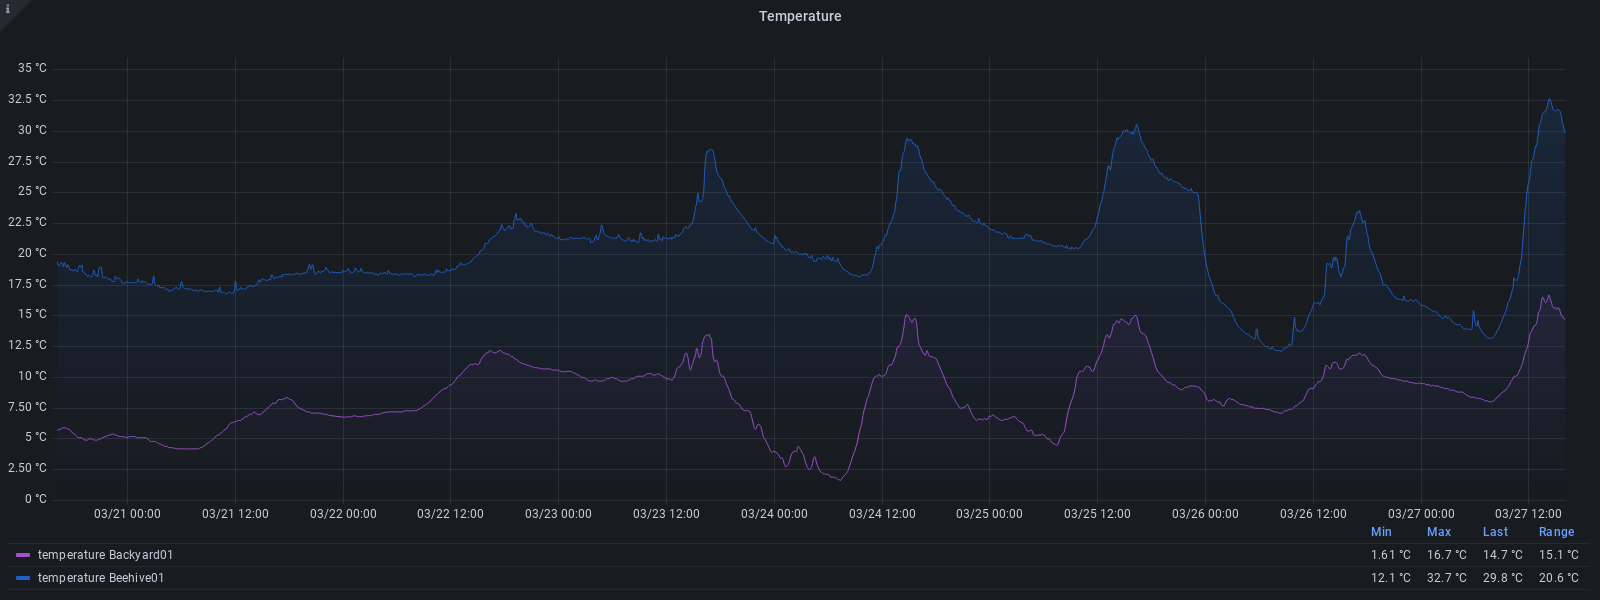 i
Temperature
35 °C
32.5 °C
30 °C
27.5 °C
25 °C
22.5 °C
20 °C
17.5 °C
15 °C
12.5 °C
10 °C
7.50 °C
5 °C
2.50 °C
0 °C
03/21 00:00 03/21 12:00 03/22 00:00 03/22 12:00 03/23 00:00 03/23 12:00 03/24 00:00 03/24 12:00 03/25 00:00 03/25 12:00 03/26 00:00 03/26 12:00 03/27 00:00 03/27 12:00
Min Max Last Range
temperature Backyard01 1.61 °C 16.7 °C 14.7 °C 15.1 °C
temperature Beehive01 12.1 °C 32.7 °C 29.8 °C 20.6 °C